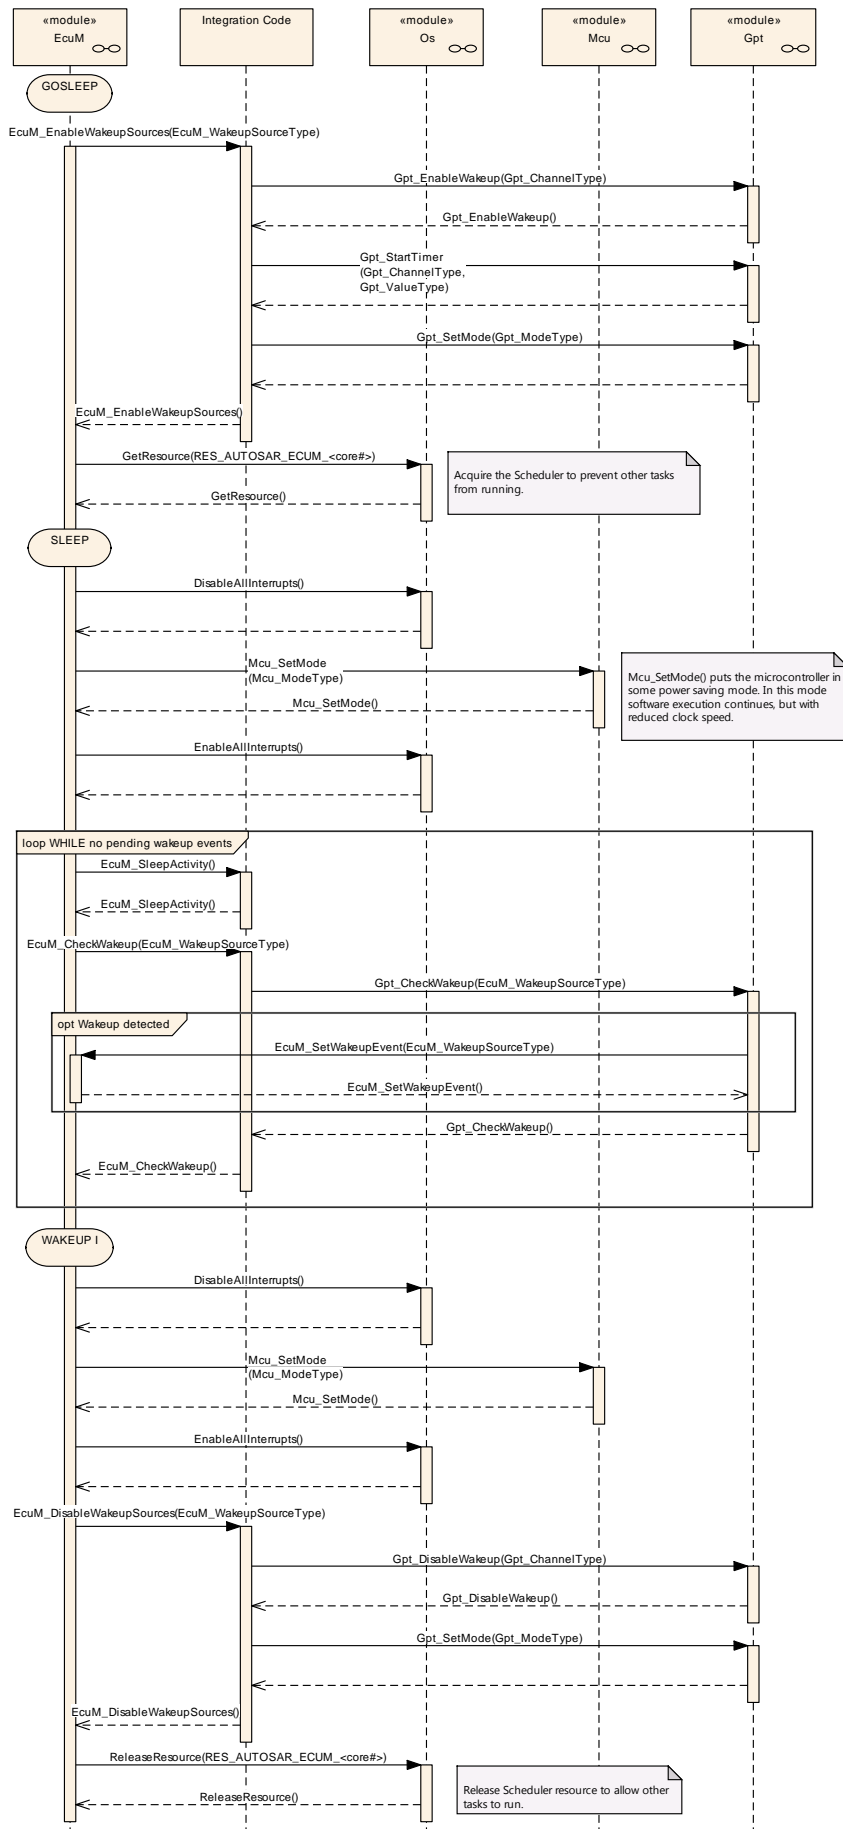 «module»
EcuM
Integration Code
«module»
Os
«module»
Mcu
«module»
Gpt
GOSLEEP
EcuM_EnableWakeupSources(EcuM_WakeupSourceType)
Gpt_EnableWakeup(Gpt_ChannelType)
Gpt_EnableWakeup()
Gpt_StartTimer
(Gpt_ChannelType,
Gpt_ValueType)
Gpt_SetMode(Gpt_ModeType)
EcuM_EnableWakeupSources()
GetResource(RES_AUTOSAR_ECUM_<core#>)
Acquire the Scheduler to prevent other tasks
from running.
GetResource()
SLEEP
DisableAllInterrupts()
Mcu_SetMode
(Mcu_ModeType)
Mcu_SetMode() puts the microcontroller in
some power saving mode. In this mode
software execution continues, but with
reduced clock speed.
Mcu_SetMode()
EnableAllInterrupts()
loop WHILE no pending wakeup events
EcuM_SleepActivity()
EcuM_SleepActivity()
EcuM_CheckWakeup(EcuM_WakeupSourceType)
Gpt_CheckWakeup(EcuM_WakeupSourceType)
opt Wakeup detected
EcuM_SetWakeupEvent(EcuM_WakeupSourceType)
EcuM_SetWakeupEvent()
Gpt_CheckWakeup()
EcuM_CheckWakeup()
WAKEUP I
DisableAllInterrupts()
Mcu_SetMode
(Mcu_ModeType)
Mcu_SetMode()
EnableAllInterrupts()
EcuM_DisableWakeupSources(EcuM_WakeupSourceType)
Gpt_DisableWakeup(Gpt_ChannelType)
Gpt_DisableWakeup()
Gpt_SetMode(Gpt_ModeType)
EcuM_DisableWakeupSources()
ReleaseResource(RES_AUTOSAR_ECUM_<core#>)
Release Scheduler resource to allow other
tasks to run.
ReleaseResource()